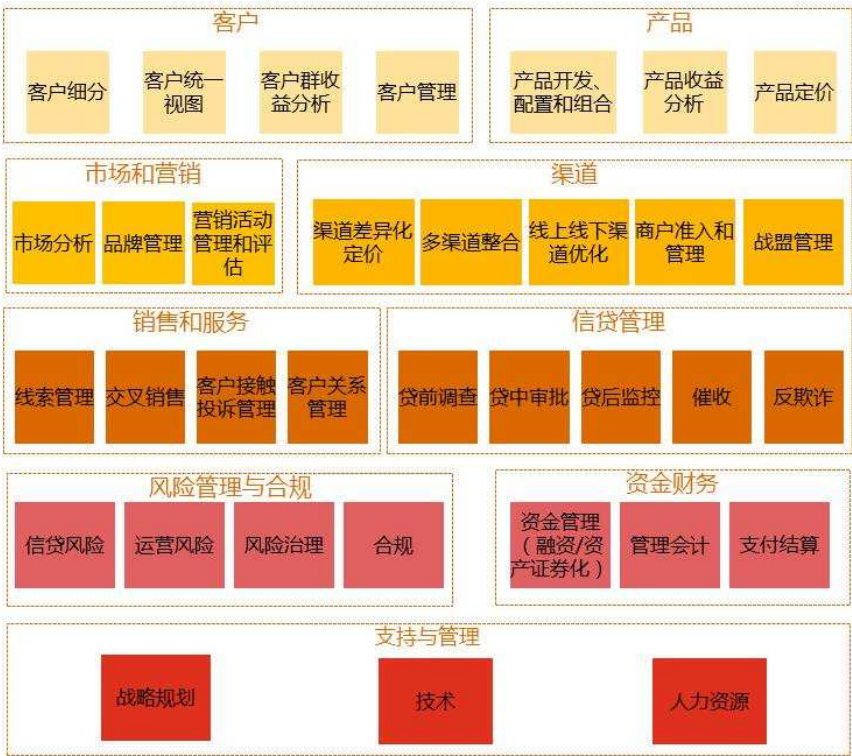 客户
客户细分
客户统一
视图
客户群收
益分析
客户管理
产品
产品开发、
配置和组合
产品收益
分析
产品定价
市场和营销
市场分析
品牌管理
营销活动
管理和评
估
渠道
渠道差异化
定价
多渠道整合
线上线下渠
道优化
商户准入和
管理
战盟管理
销售和服务
线索管理
交叉销售
客户接触
投诉管理
客户关系
管理
信贷管理
贷前调查
贷中审批
贷后监控
催收
反欺诈
风险管理与合规
信贷风险
运营风险
风险治理
合规
资金财务
资金管理
（融资/资
产证券化）
管理会计
支付结算
支持与管理
战略规划
技术
人力资源